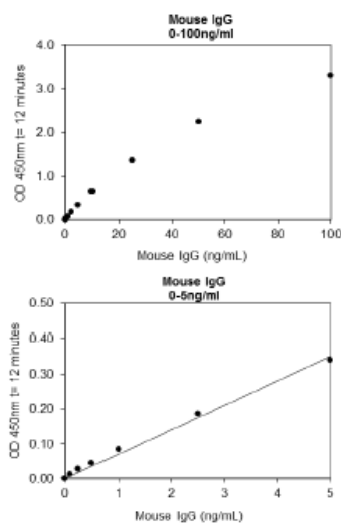 Mouse IgG
0-100ng/ml
4.0
3.0
2.0
1.0
0.0
OD 450nm t= 12 minutes
0 20 40 60 80 100
Mouse IgG (ng/mL)
Mouse IgG
0-5ng/ml
0.50
0.40
0.30
0.20
0.10
0.00
OD 450nm t= 12 minutes
0 1 2 3 4 5
Mouse IgG (ng/mL)